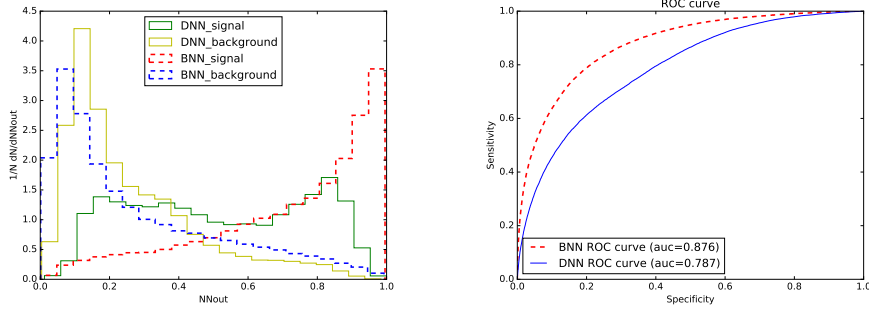 DNN_signal
DNN_background
BNN_signal
BNN_background
1/N dN/dNNout
4.5
4.0
3.5
3.0
2.5
2.0
1.5
1.0
0.5
0.0
0.0 0.2 0.4 0.6 0.8 1.0
NNout
ROC curve
Sensitivity
1.0
0.8
0.6
0.4
0.2
0.0
BNN ROC curve (auc=0.876)
DNN ROC curve (auc=0.787)
0.0 0.2 0.4 0.6 0.8 1.0
Specificity